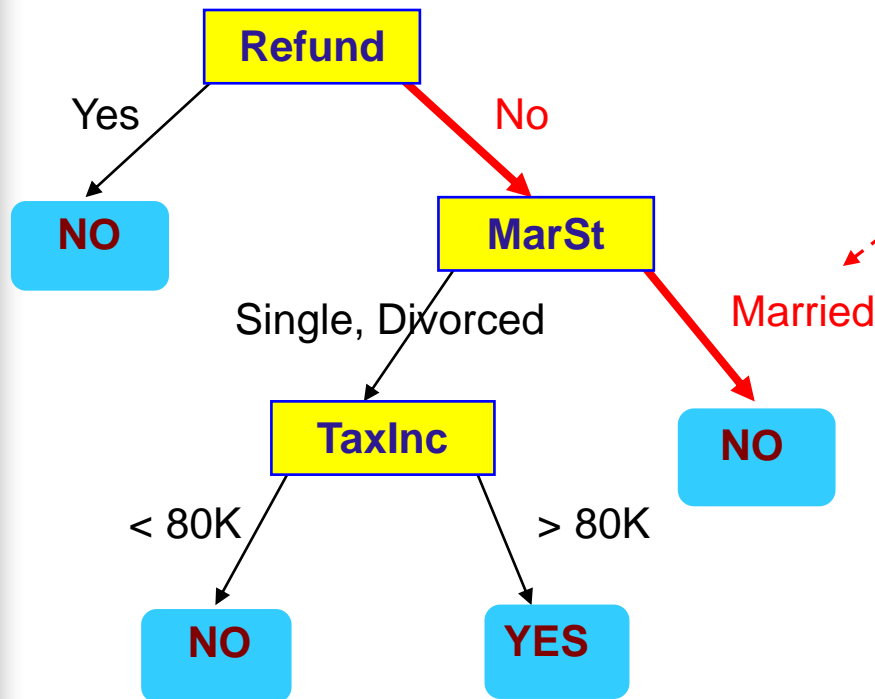 Refund
Yes
No
NO
MarSt
Single, Divorced
Married
TaxInc
NO
< 80K
> 80K
NO
YES